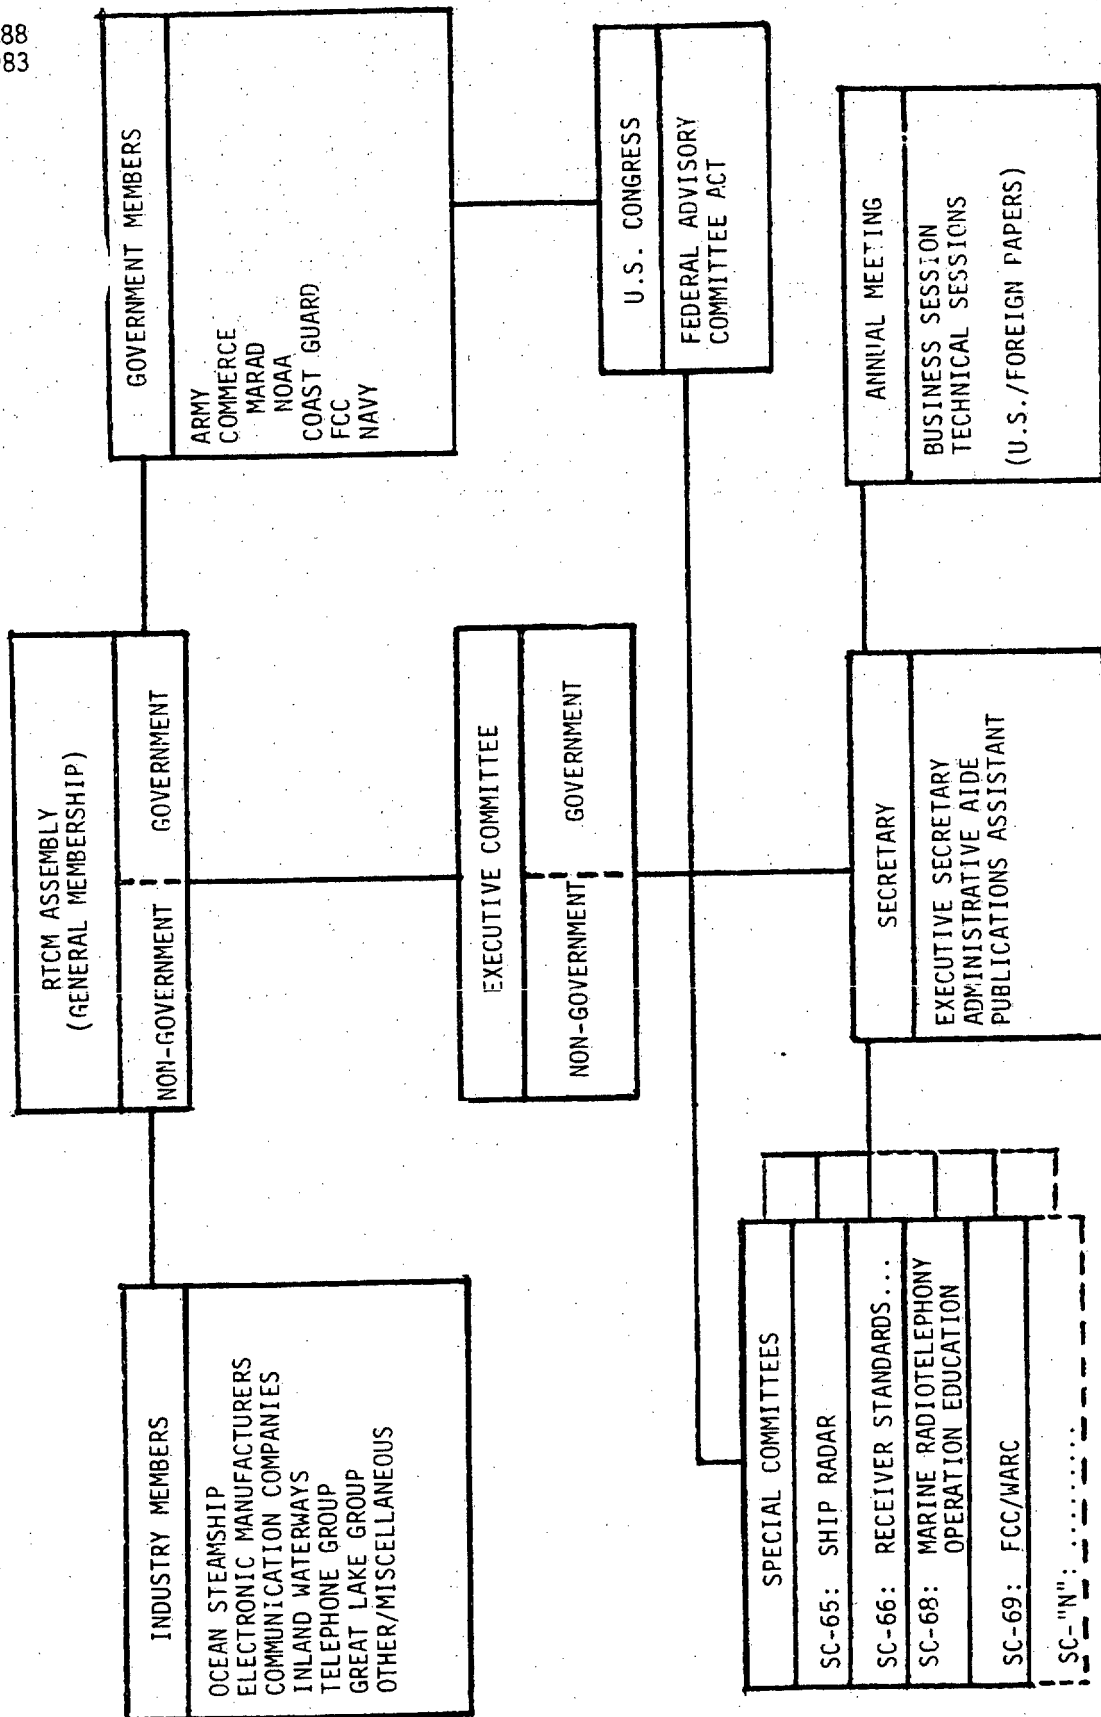 88
83
RTCM ASSEMBLY
(GENERAL MEMBERSHIP)
NON-GOVERNMENT GOVERNMENT
INDUSTRY MEMBERS
OCEAN STEAMSHIP
ELECTRONIC MANUFACTURERS
COMMUNICATION COMPANIES
INLAND WATERWAYS
TELEPHONE GROUP
GREAT LAKE GROUP
OTHER/MISCELLANEOUS
GOVERNMENT MEMBERS
ARMY
COMMERCE
MARAD
NOAA
COAST GUARD
FCC
NAVY
EXECUTIVE COMMITTEE
NON-GOVERNMENT GOVERNMENT
U.S. CONGRESS
FEDERAL ADVISORY
COMMITTEE ACT
SPECIAL COMMITTEES
SC-65: SHIP RADAR
SC-66: RECEIVER STANDARDS...
SC-68: MARINE RADIOTELEPHONY
OPERATION EDUCATION
SC-69: FCC/WARC
SC-"N": ........
SECRETARY
EXECUTIVE SECRETARY
ADMINISTRATIVE AIDE
PUBLICATIONS ASSISTANT
ANNUAL MEETING
BUSINESS SESSION
TECHNICAL SESSIONS
(U.S./FOREIGN PAPERS)